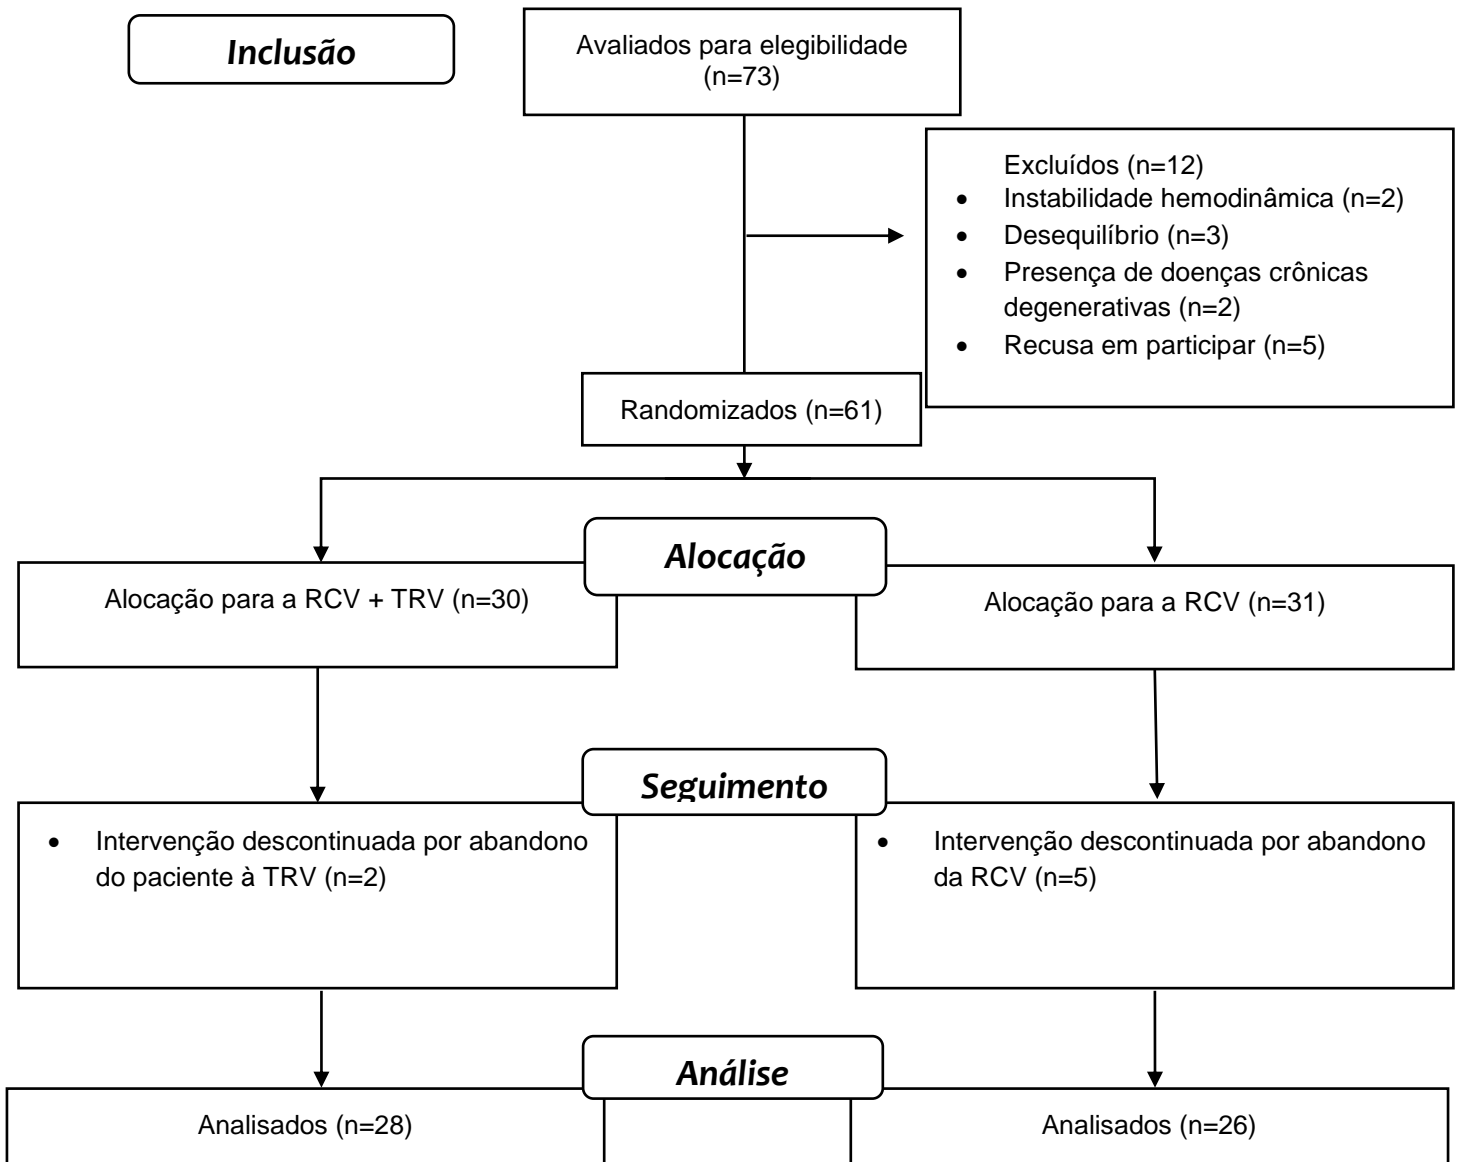 Inclusão
Avaliados para elegibilidade
(n=73)
Excluídos (n=12)
• Instabilidade hemodinâmica (n=2)
• Desequilíbrio (n=3)
• Presença de doenças crônicas
degenerativas (n=2)
• Recusa em participar (n=5)
Randomizados (n=61)
Alocação
Alocação para a RCV + TRV (n=30)
Alocação para a RCV (n=31)
Seguimento
• Intervenção descontinuada por abandono
do paciente à TRV (n=2)
• Intervenção descontinuada por abandono
da RCV (n=5)
Análise
Analisados (n=28)
Analisados (n=26)